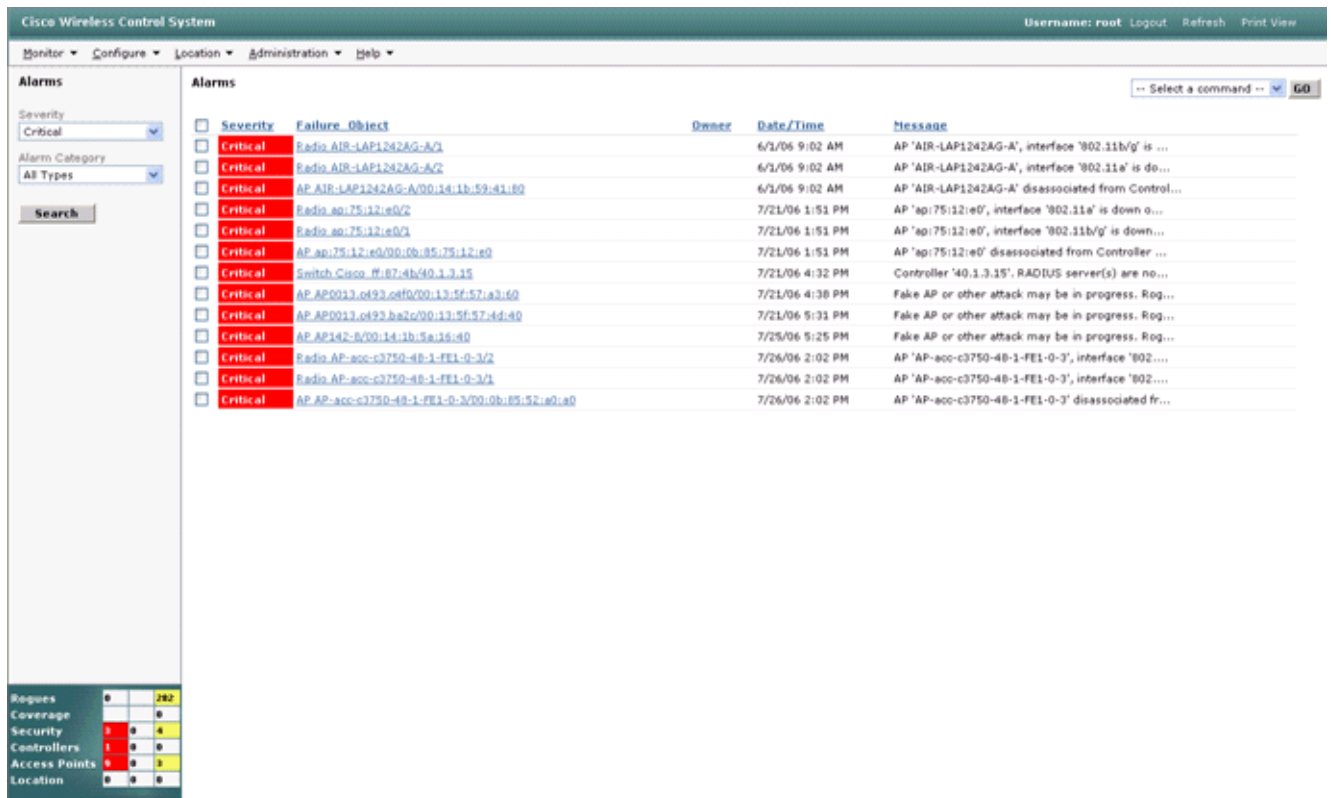 Cisco Wireless Control System
Username: root Logout Refresh Print View
Monitor Configure Location Administration Help
Alarms
Severity
Critical
Alarm Category
All Types
Search
Alarms
-- Select a command -- GO
Severity Failure Object Owner Date/Time Message
Critical Radio AIR-LAP1242AG-A/1 6/1/06 9:02 AM AP 'AIR-LAP1242AG-A', interface '802.11b/g' is ...
Critical Radio AIR-LAP1242AG-A/2 6/1/06 9:02 AM AP 'AIR-LAP1242AG-A', interface '802.11a' is do...
Critical AP AIR-LAP1242AG-A/00:14:1b:59:41:80 6/1/06 9:02 AM AP 'AIR-LAP1242AG-A' disassociated from Control...
Critical Radio ap:75:12:e0/2 7/21/06 1:51 PM AP 'ap:75:12:e0', interface '802.11a' is down o...
Critical Radio ap:75:12:e0/1 7/21/06 1:51 PM AP 'ap:75:12:e0', interface '802.11b/g' is down...
Critical AP ap:75:12:e0/00:0b:85:75:12:e0 7/21/06 1:51 PM AP 'ap:75:12:e0' disassociated from Controller ...
Critical Switch Cisco_ff:87:4b/40.1.3.15 7/21/06 4:32 PM Controller '40.1.3.15'. RADIUS server(s) are no...
Critical AP AP0013.c493.c4f0/00:13:5f:57:a3:60 7/21/06 4:38 PM Fake AP or other attack may be in progress. Rog...
Critical AP AP0013.c493.ba2c/00:13:5f:57:4d:40 7/21/06 5:31 PM Fake AP or other attack may be in progress. Rog...
Critical AP AP142-8/00:14:1b:5a:16:40 7/25/06 5:25 PM Fake AP or other attack may be in progress. Rog...
Critical Radio AP-acc-c3750-48-1-FE1-0-3/2 7/26/06 2:02 PM AP 'AP-acc-c3750-48-1-FE1-0-3', interface '802....
Critical Radio AP-acc-c3750-48-1-FE1-0-3/1 7/26/06 2:02 PM AP 'AP-acc-c3750-48-1-FE1-0-3', interface '802....
Critical AP AP-acc-c3750-48-1-FE1-0-3/00:0b:85:52:a0:a0 7/26/06 2:02 PM AP 'AP-acc-c3750-48-1-FE1-0-3' disassociated fr...
Rogues 0 282
Coverage 0
Security 3 0 4
Controllers 1 0 0
Access Points 9 0 3
Location 0 0 0